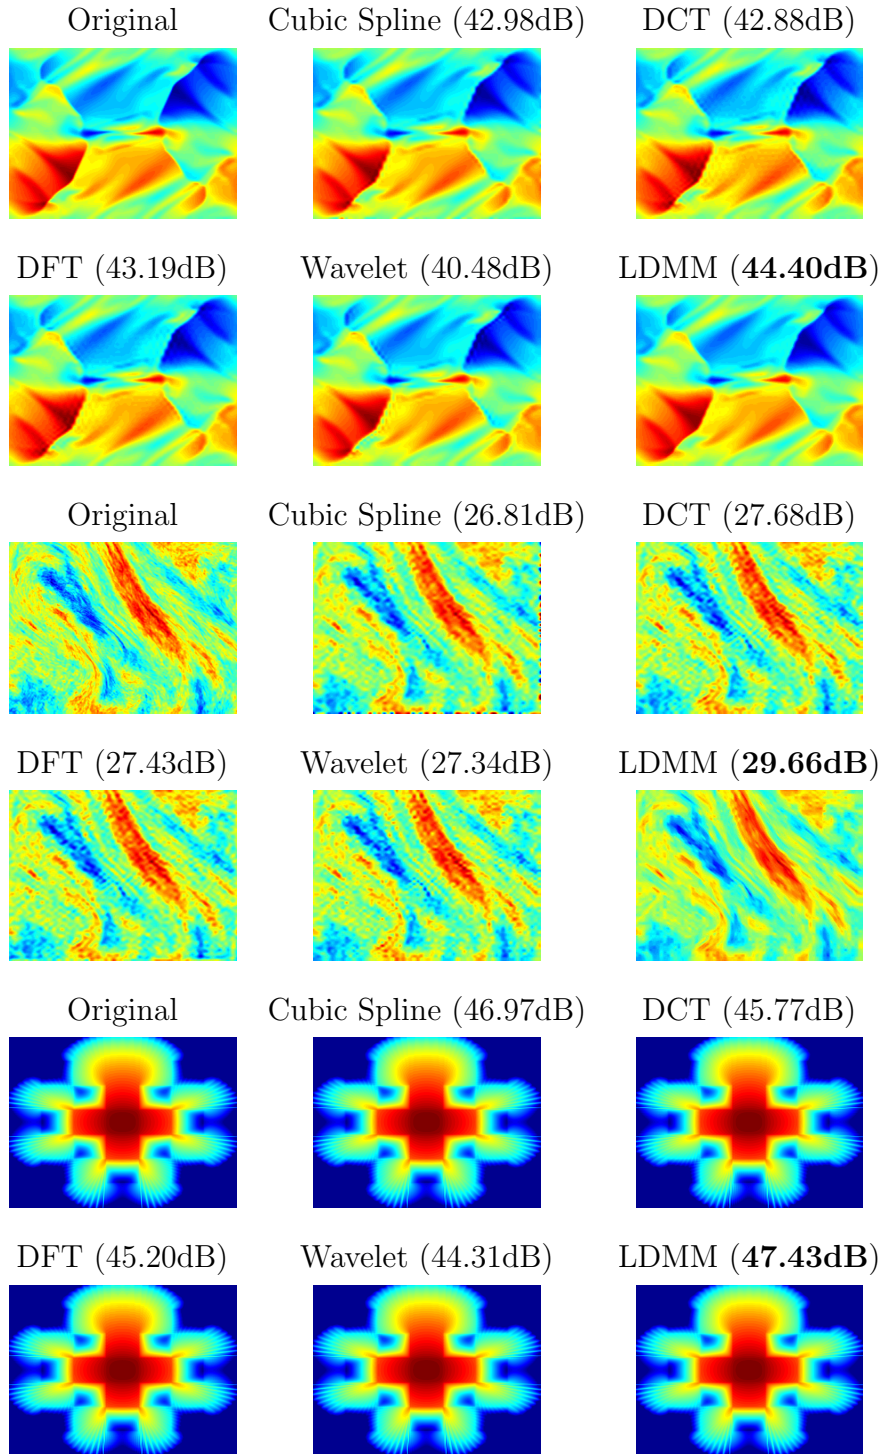 Original Cubic Spline (42.98dB) DCT (42.88dB)
DFT (43.19dB) Wavelet (40.48dB) LDMM (44.40dB)
Original Cubic Spline (26.81dB) DCT (27.68dB)
DFT (27.43dB) Wavelet (27.34dB) LDMM (29.66dB)
Original Cubic Spline (46.97dB) DCT (45.77dB)
DFT (45.20dB) Wavelet (44.31dB) LDMM (47.43dB)